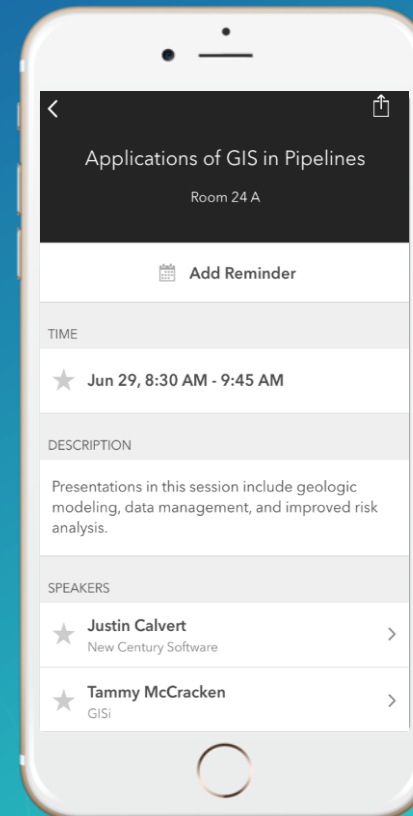 Applications of GIS in Pipelines
Room 24 A
Add Reminder
TIME
Jun 29, 8:30 AM - 9:45 AM
DESCRIPTION
Presentations in this session include geologic
modeling, data management, and improved risk
analysis.
SPEAKERS
Justin Calvert
New Century Software
Tammy McCracken
GISi